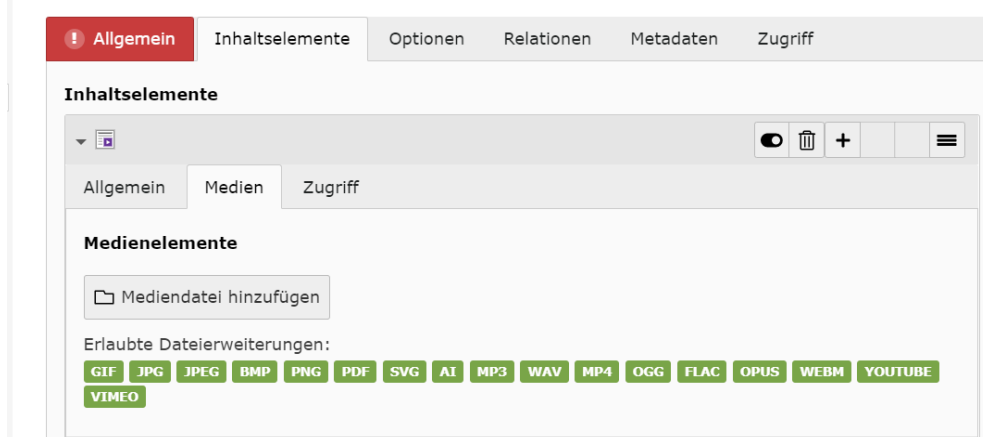 Allgemein Inhaltselemente Optionen Relationen Metadaten Zugriff
Inhaltselemente
Allgemein Medien Zugriff
Medienelemente
Mediendatei hinzufügen
Erlaubte Dateierweiterungen:
GIF JPG JPEG BMP PNG PDF SVG AI MP3 WAV MP4 OGG FLAC OPUS WEBM YOUTUBE
VIMEO